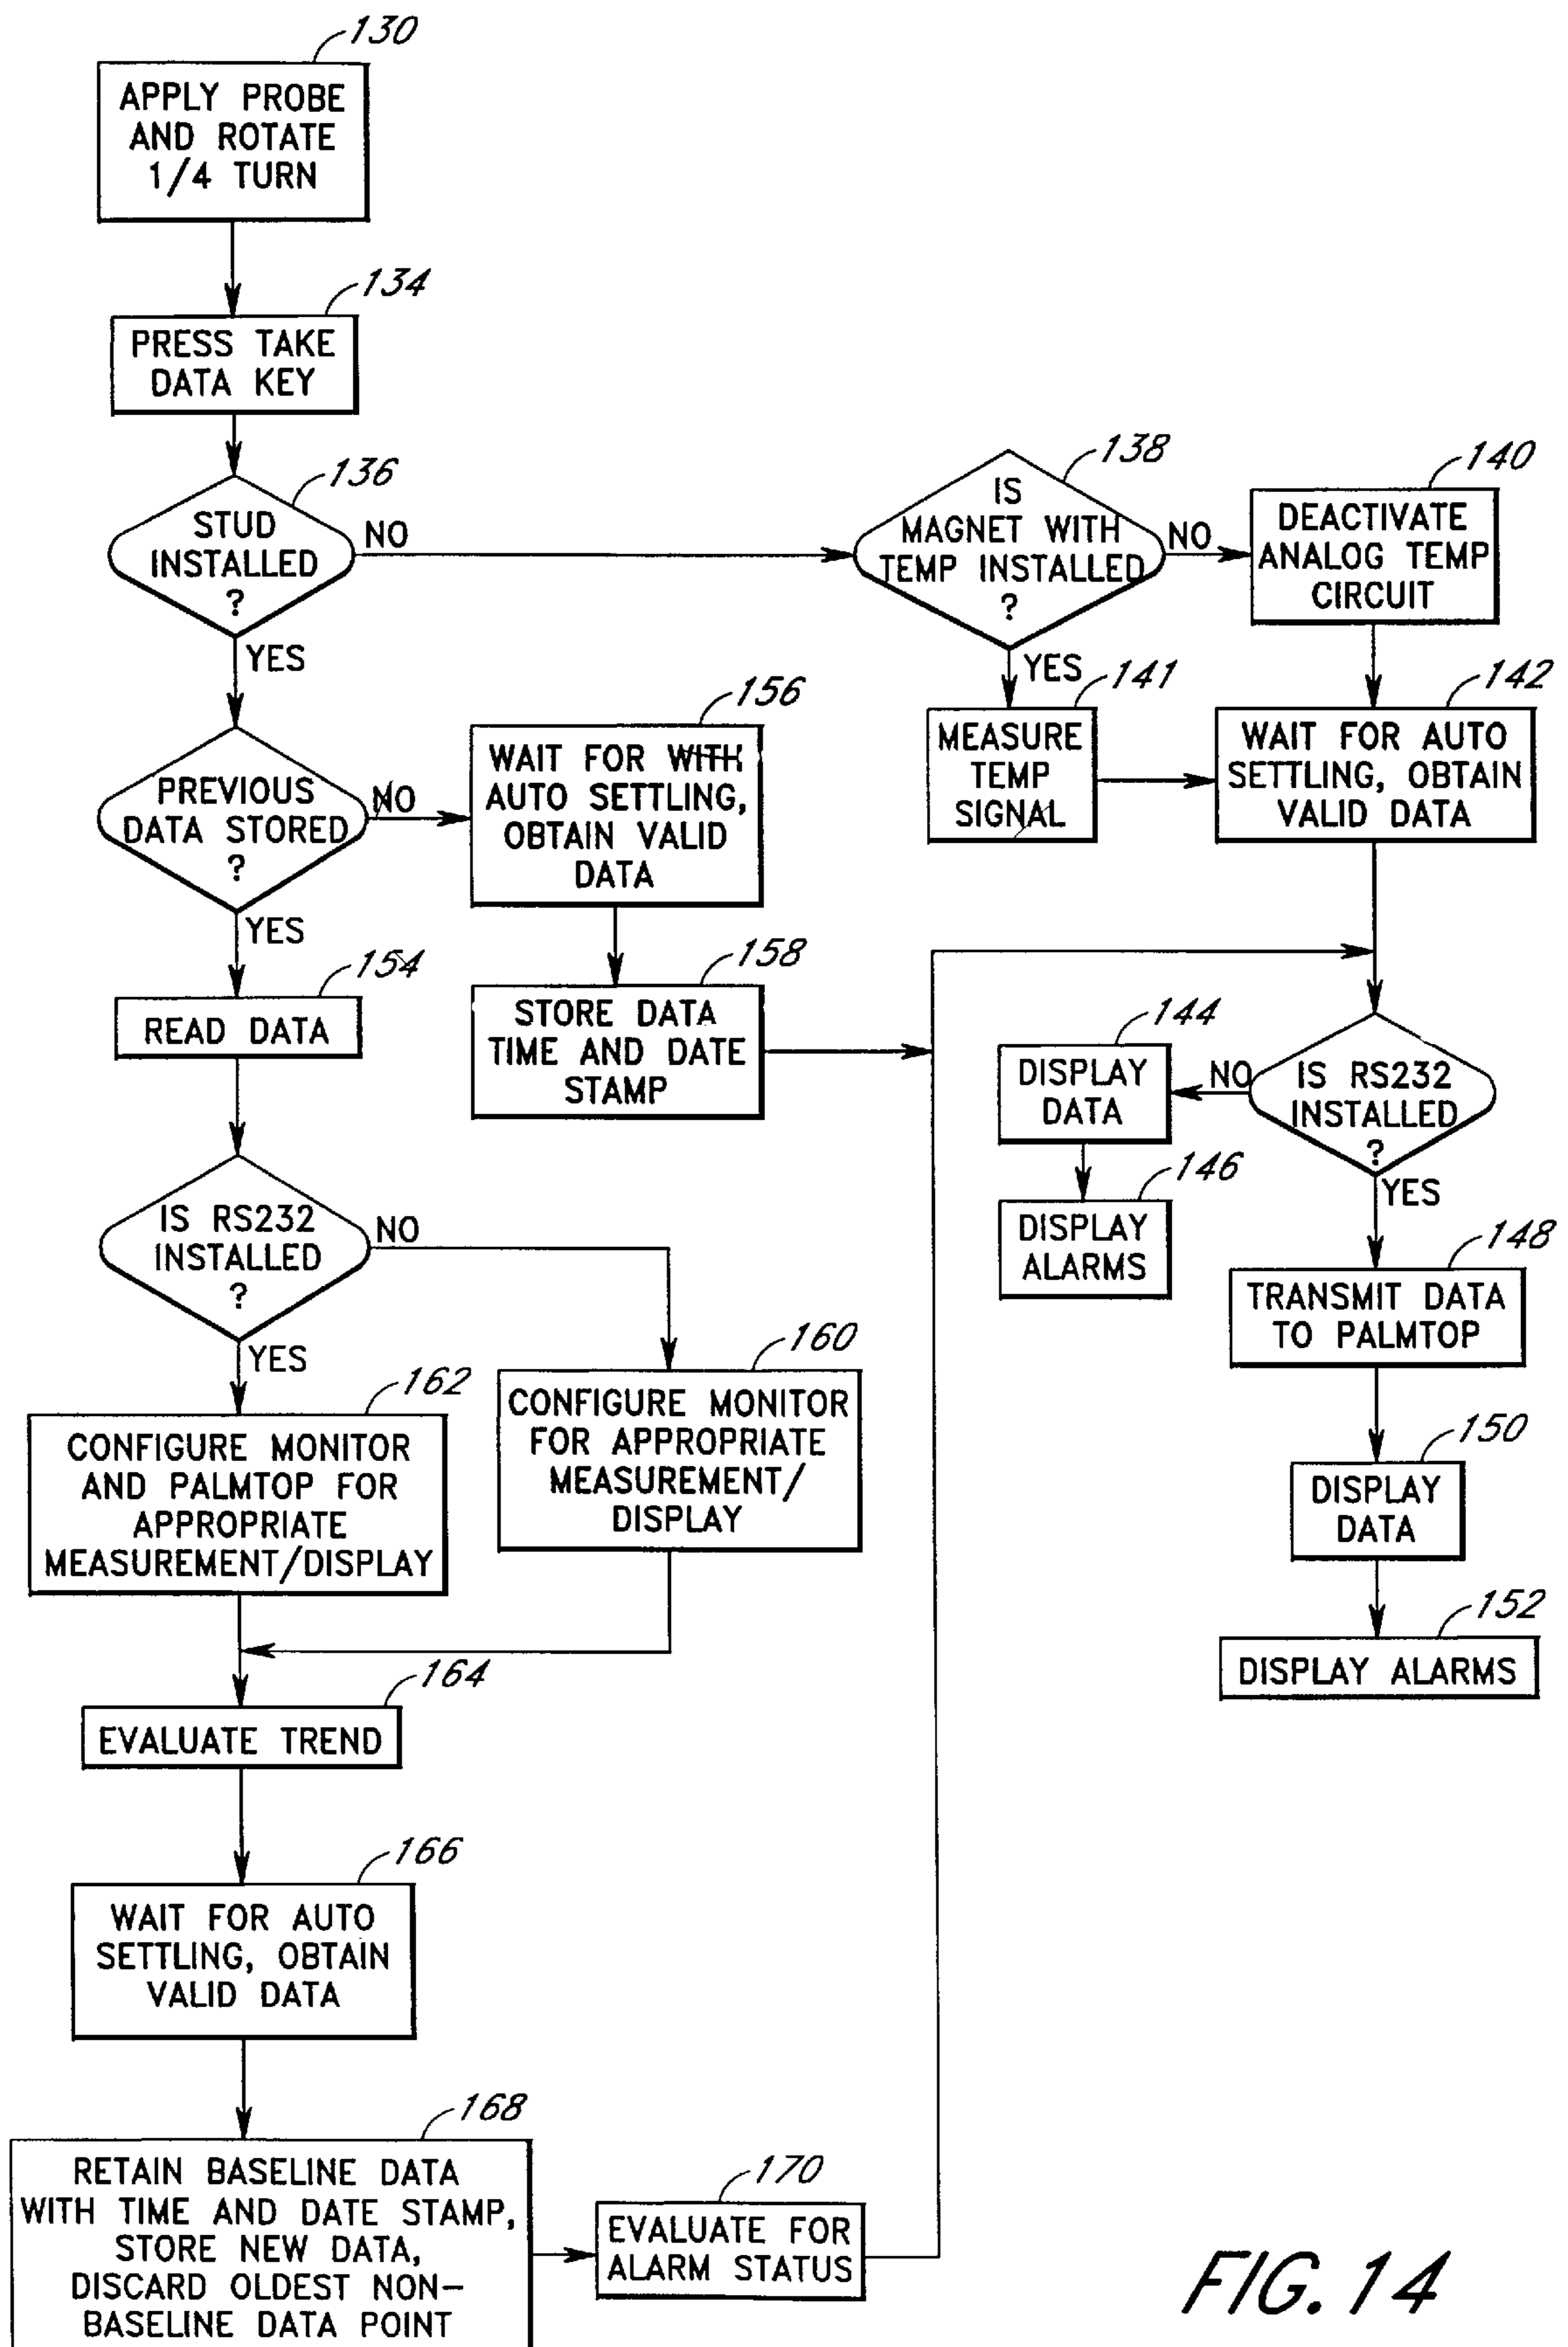 130
APPLY PROBE
AND ROTATE
1/4 TURN
134
PRESS TAKE
DATA KEY
136
STUD
INSTALLED
?
NO
YES
138
IS
MAGNET WITH
TEMP INSTALLED
?
NO
YES
140
DEACTIVATE
ANALOG TEMP
CIRCUIT
141
MEASURE
TEMP
SIGNAL
142
WAIT FOR AUTO
SETTLING, OBTAIN
VALID DATA
PREVIOUS
DATA STORED
?
NO
YES
156
WAIT FOR WITH
AUTO SETTLING,
OBTAIN VALID
DATA
158
STORE DATA
TIME AND DATE
STAMP
154
READ DATA
IS RS232
INSTALLED
?
NO
YES
144
DISPLAY
DATA
146
DISPLAY
ALARMS
148
TRANSMIT DATA
TO PALMTOP
150
DISPLAY
DATA
152
DISPLAY ALARMS
IS RS232
INSTALLED
?
NO
YES
160
CONFIGURE MONITOR
FOR APPROPRIATE
MEASUREMENT/
DISPLAY
162
CONFIGURE MONITOR
AND PALMTOP FOR
APPROPRIATE
MEASUREMENT/DISPLAY
164
EVALUATE TREND
166
WAIT FOR AUTO
SETTLING, OBTAIN
VALID DATA
168
RETAIN BASELINE DATA
WITH TIME AND DATE STAMP,
STORE NEW DATA,
DISCARD OLDEST NON-
BASELINE DATA POINT
170
EVALUATE FOR
ALARM STATUS
FIG. 14